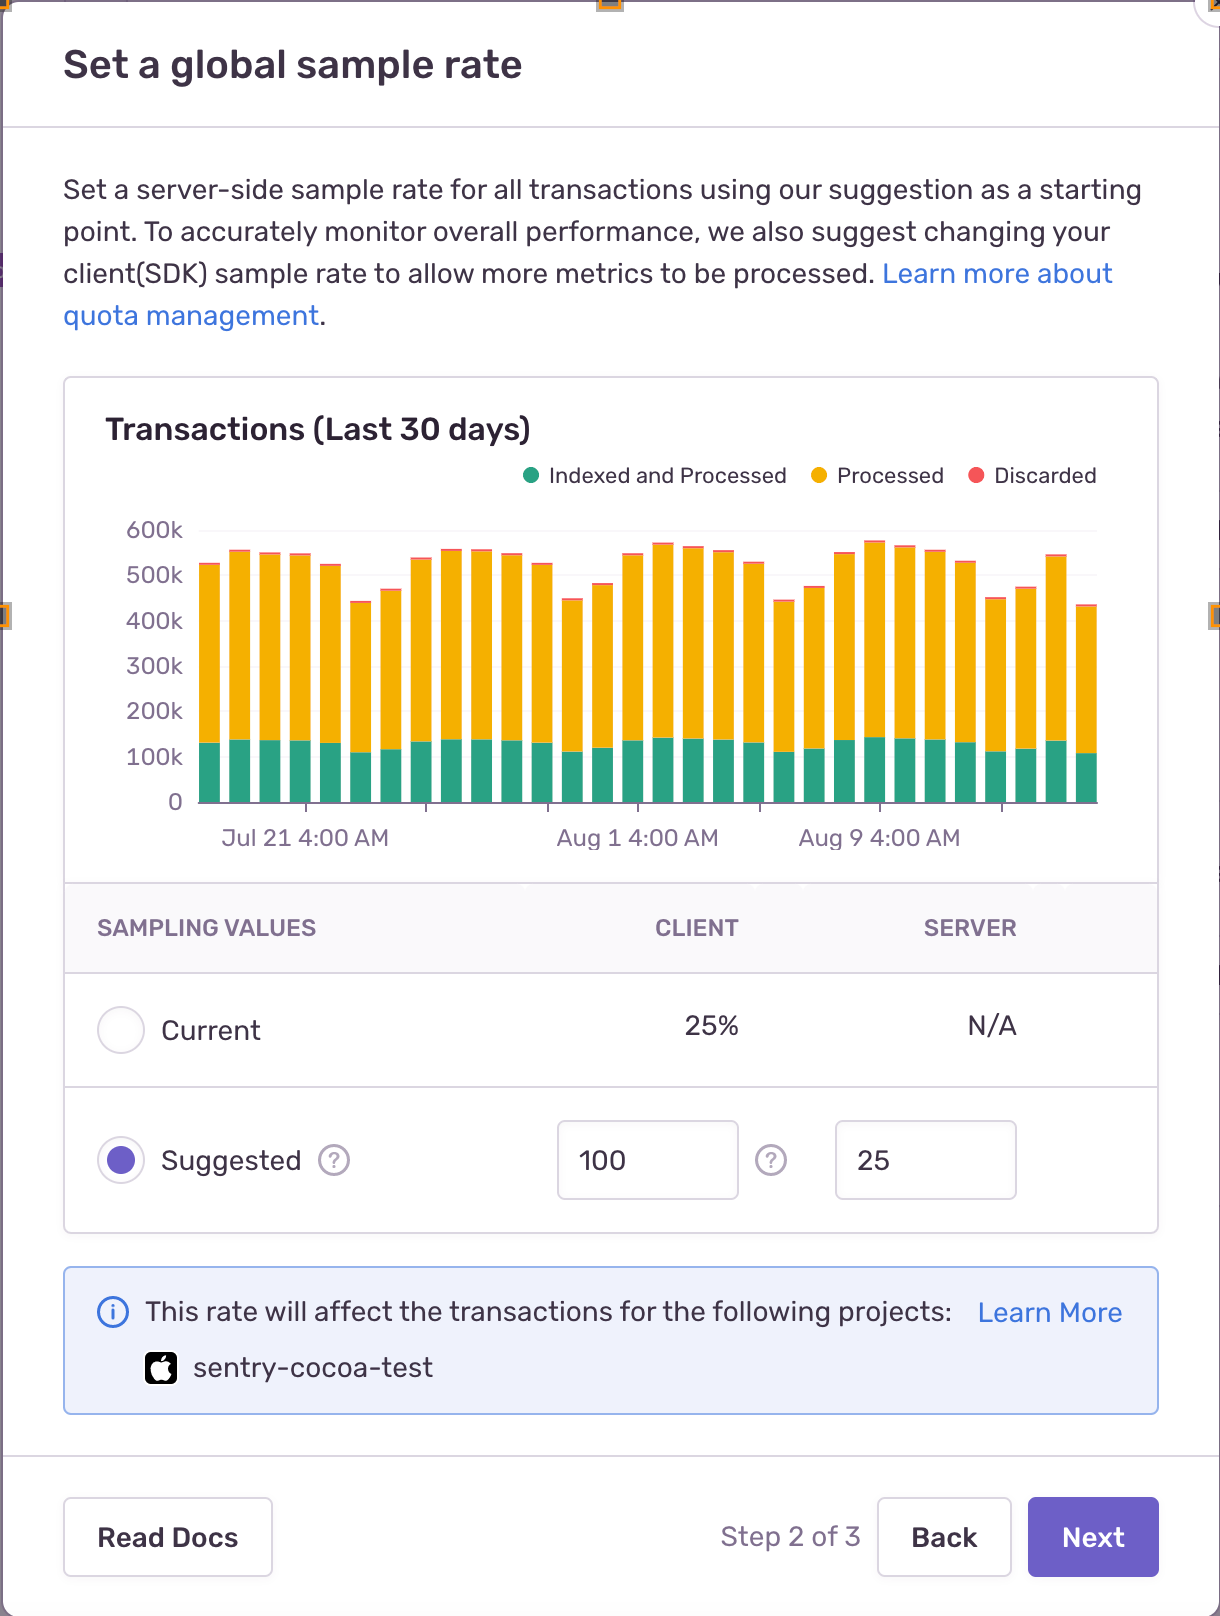 Set a global sample rate
Set a server-side sample rate for all transactions using our suggestion as a starting
point. To accurately monitor overall performance, we also suggest changing your
client(SDK) sample rate to allow more metrics to be processed. Learn more about
quota management.
Transactions (Last 30 days)
Indexed and Processed Processed Discarded
600k
500k
400k
300k
200k
100k
0
Jul 21 4:00 AM Aug 1 4:00 AM Aug 9 4:00 AM
SAMPLING VALUES CLIENT SERVER
Current 25% N/A
Suggested ? 100 ? 25
This rate will affect the transactions for the following projects: Learn More
sentry-cocoa-test
Read Docs Step 2 of 3 Back Next